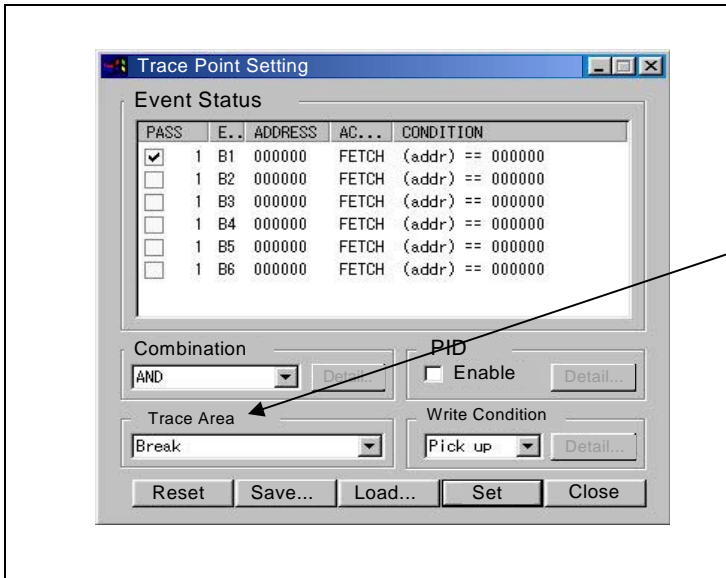 Trace Point Setting
Event Status
PASS E.. ADDRESS AC... CONDITION
1 B1 000000 FETCH (addr) == 000000
1 B2 000000 FETCH (addr) == 000000
1 B3 000000 FETCH (addr) == 000000
1 B4 000000 FETCH (addr) == 000000
1 B5 000000 FETCH (addr) == 000000
1 B6 000000 FETCH (addr) == 000000
Combination PID
AND Detail... Enable Detail...
Trace Area Write Condition
Break Pick up Detail...
Reset Save... Load... Set Close